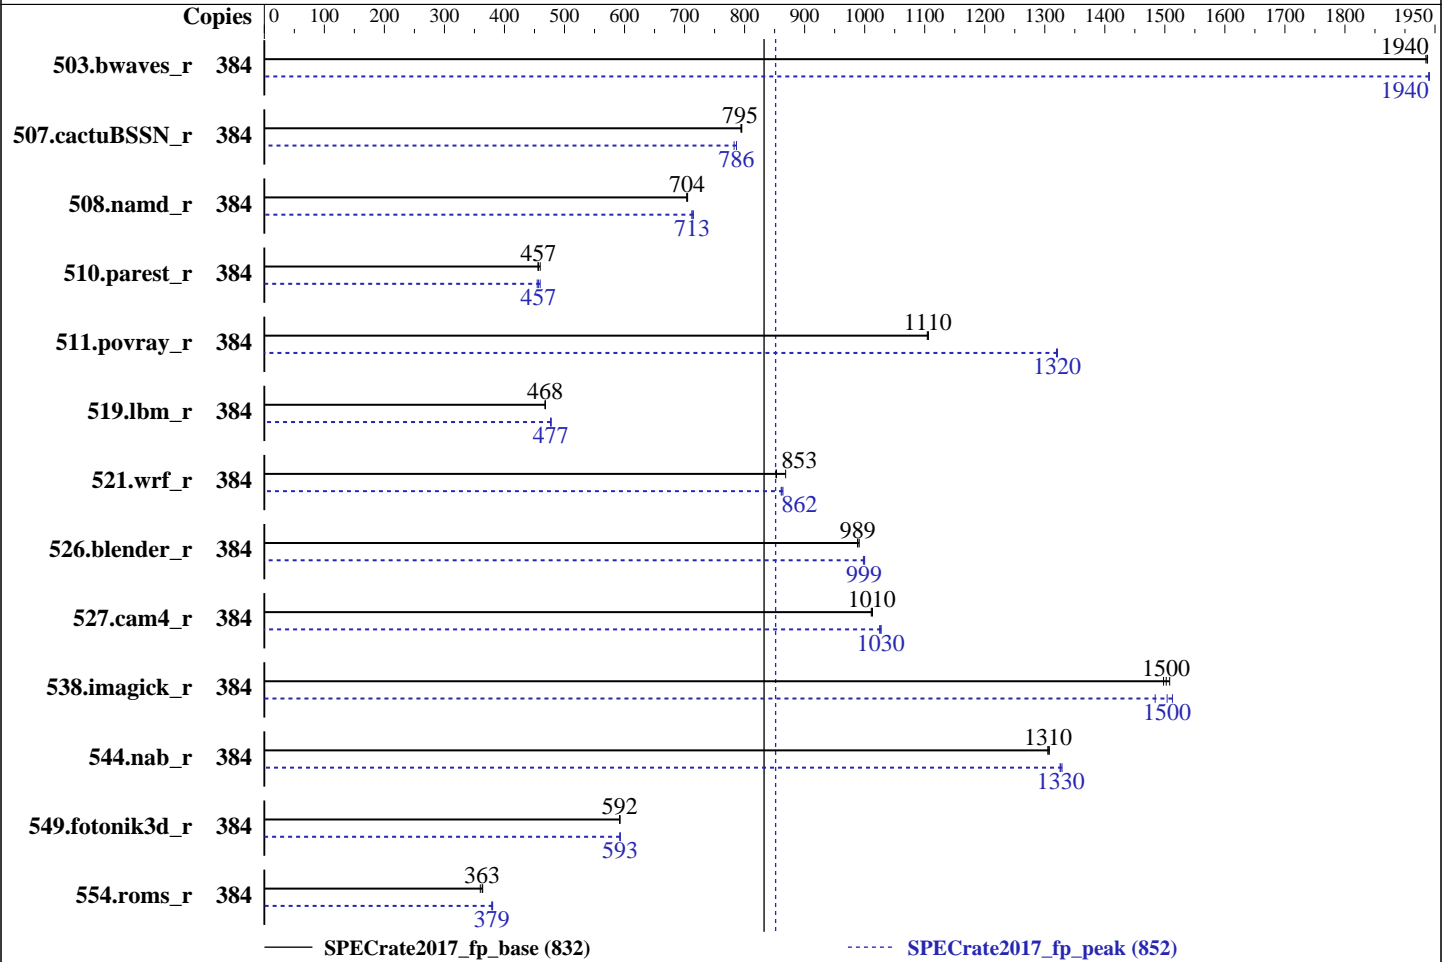 Copies 0 100 200 300 400 500 600 700 800 900 1000 1100 1200 1300 1400 1500 1600 1700 1800 1950
503.bwaves_r 384 1940
1940
507.cactuBSSN_r 384 795
786
508.namd_r 384 704
713
510.parest_r 384 457
457
511.povray_r 384 1110
1320
519.lbm_r 384 468
477
521.wrf_r 384 853
862
526.blender_r 384 989
999
527.cam4_r 384 1010
1030
538.imagick_r 384 1500
1500
544.nab_r 384 1310
1330
549.fotonik3d_r 384 592
593
554.roms_r 384 363
379
SPECrate2017_fp_base (832) SPECrate2017_fp_peak (852)